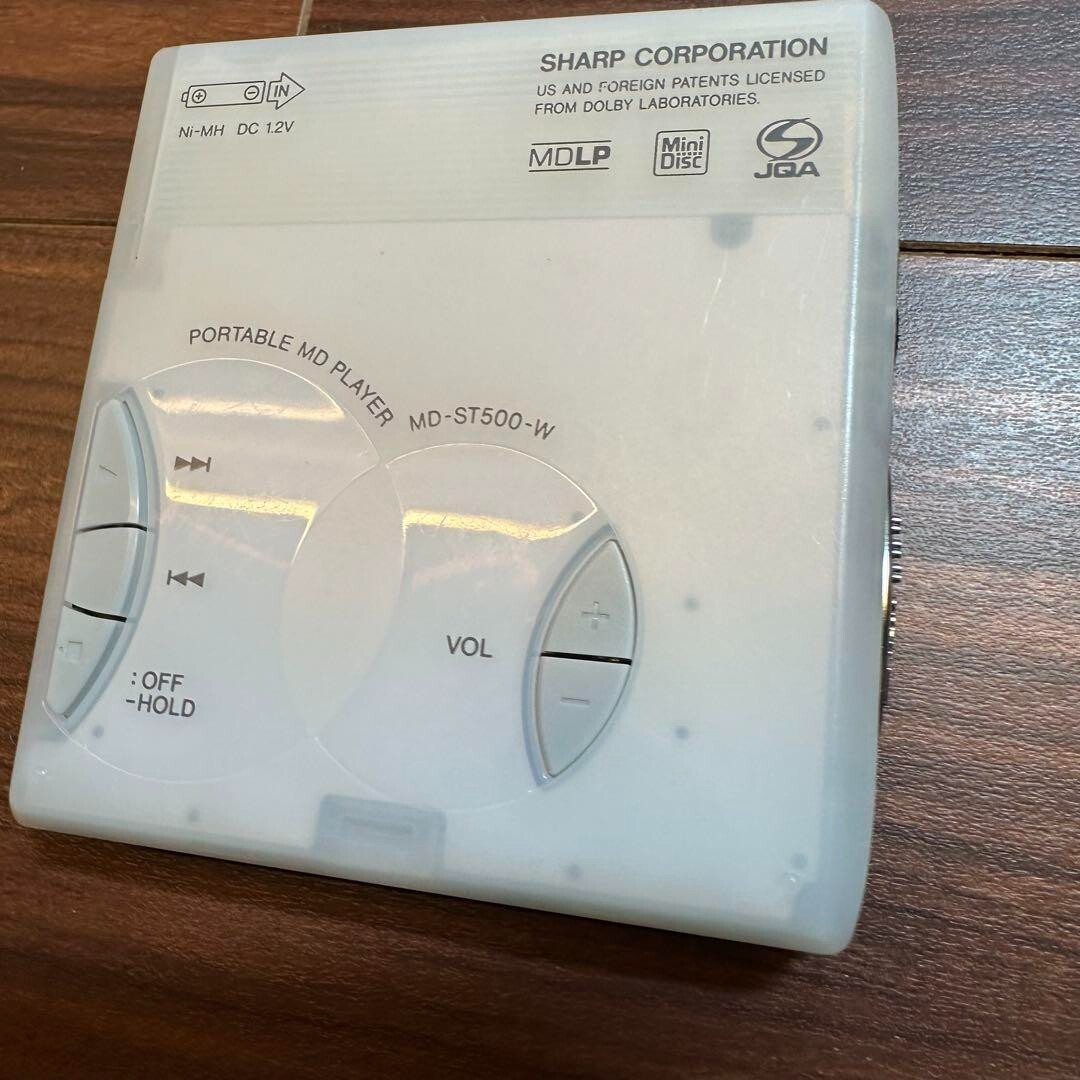 SHARP CORPORATION
US AND FOREIGN PATENTS LICENSED
FROM DOLBY LABORATORIES.
IN
Ni-MH DC 1.2V
MDLP
Mini
Disc
JQA
PORTABLE MD PLAYER
MD-ST500-W
VOL
+
−
:OFF
-HOLD